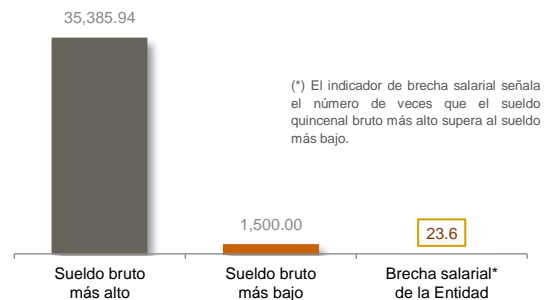 35,385.94
(*) El indicador de brecha salarial señala
el número de veces que el sueldo
quincenal bruto más alto supera al sueldo
más bajo.
1,500.00
23.6
Sueldo bruto
más alto
Sueldo bruto
más bajo
Brecha salarial*
de la Entidad